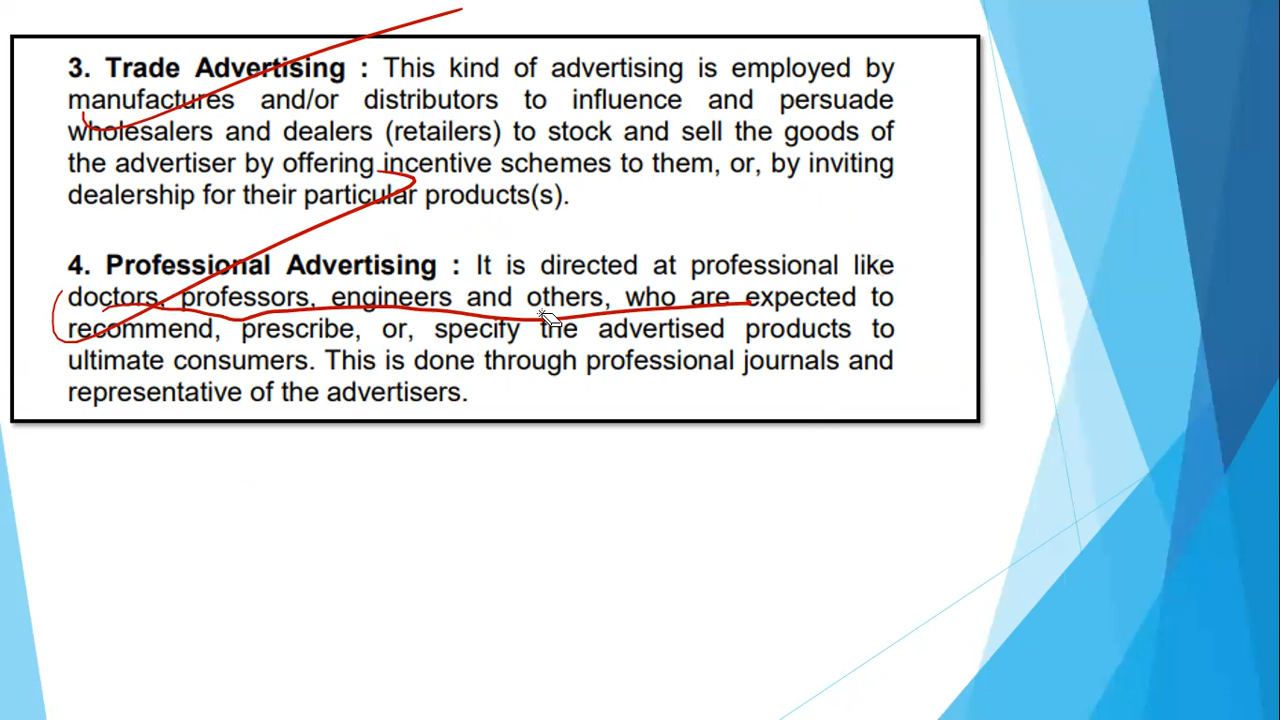 3. Trade Advertising : This kind of advertising is employed by
manufactures and/or distributors to influence and persuade
wholesalers and dealers (retailers) to stock and sell the goods of
the advertiser by offering incentive schemes to them, or, by inviting
dealership for their particular products(s).
4. Professional Advertising : It is directed at professional like
doctors, professors, engineers and others, who are expected to
recommend, prescribe, or, specify the advertised products to
ultimate consumers. This is done through professional journals and
representative of the advertisers.